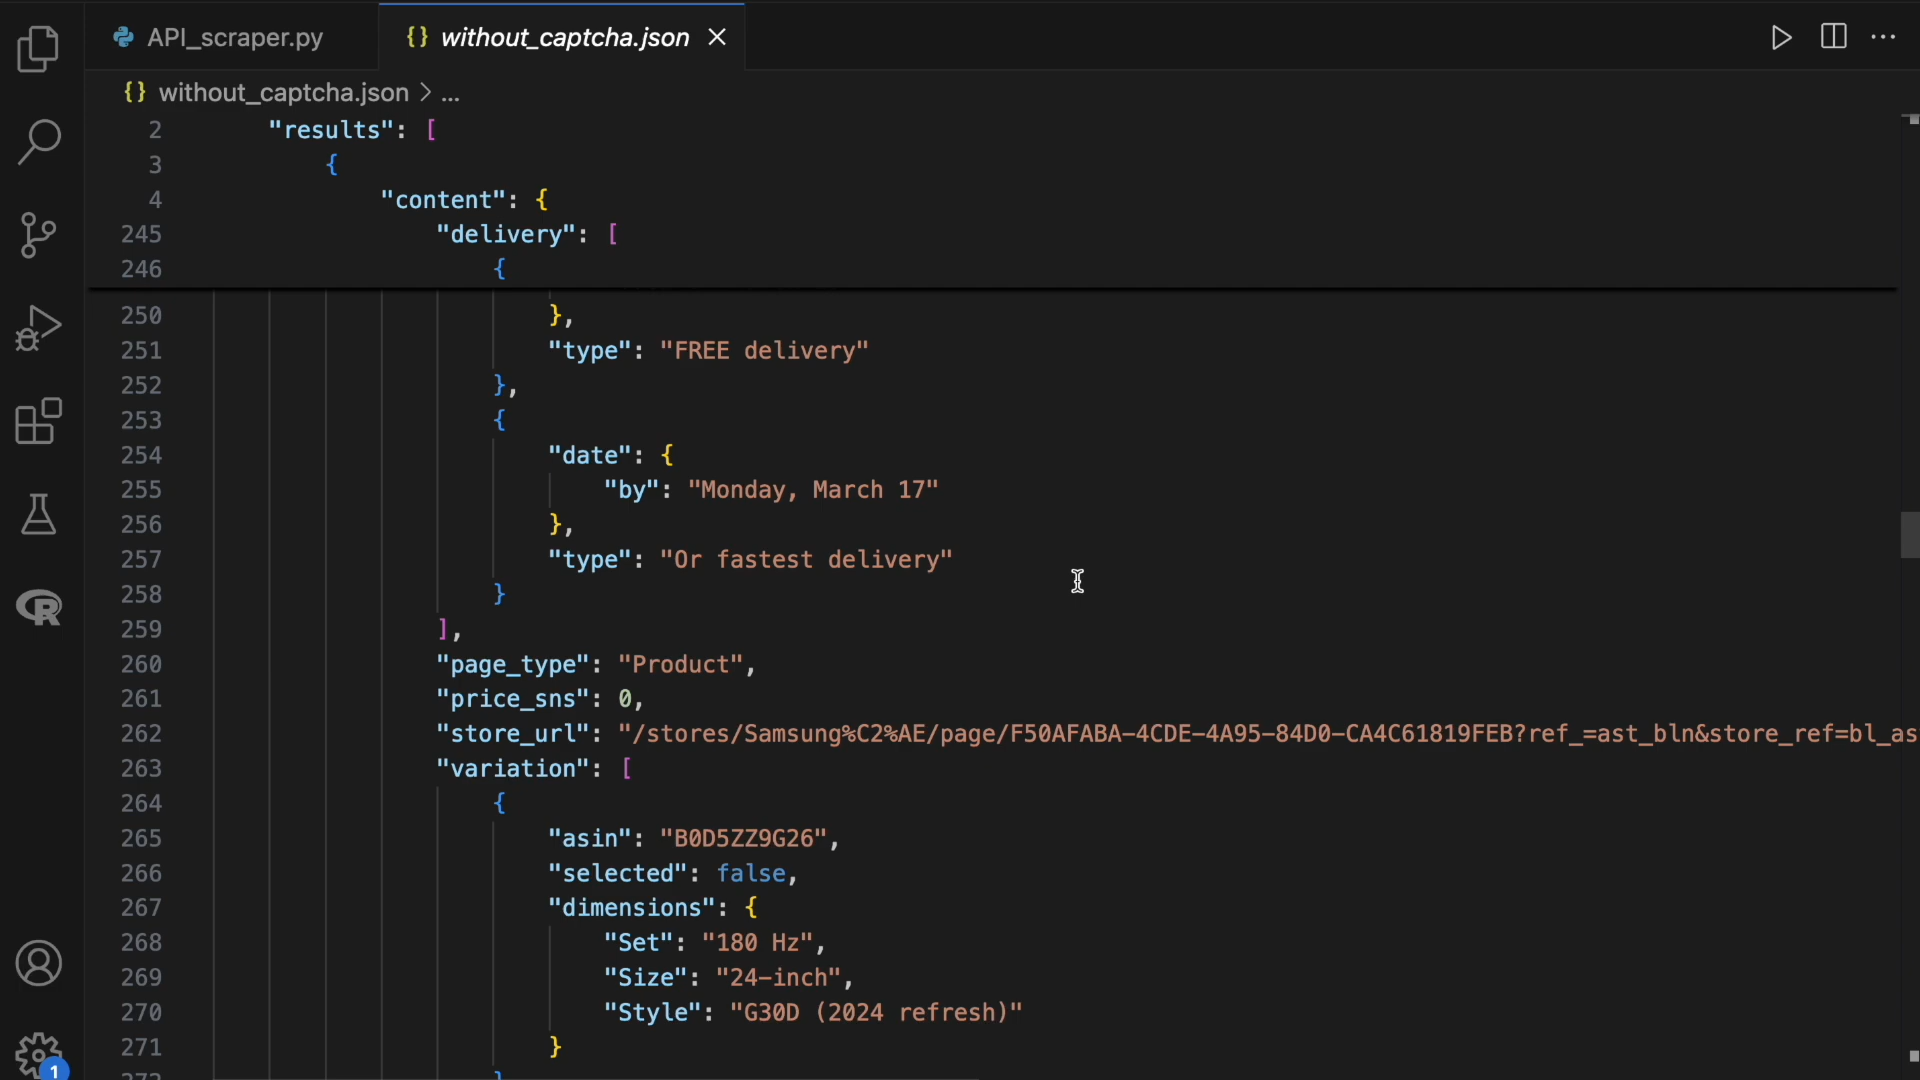 API_scraper.py
{} without_captcha.json
{} without_captcha.json > ...
2 "results": [
3 {
4 "content": {
245 "delivery": [
246 {
250 },
251 "type": "FREE delivery"
252 },
253 {
254 "date": {
255 "by": "Monday, March 17"
256 },
257 "type": "Or fastest delivery"
258 }
259 ],
260 "page_type": "Product",
261 "price_sns": 0,
262 "store_url": "/stores/Samsung%C2%AE/page/F50AFABA-4CDE-4A95-84D0-CA4C61819FEB?ref_=ast_bln&store_ref=bl_as
263 "variation": [
264 {
265 "asin": "B0D5ZZ9G26",
266 "selected": false,
267 "dimensions": {
268 "Set": "180 Hz",
269 "Size": "24-inch",
270 "Style": "G30D (2024 refresh)"
271 }
1